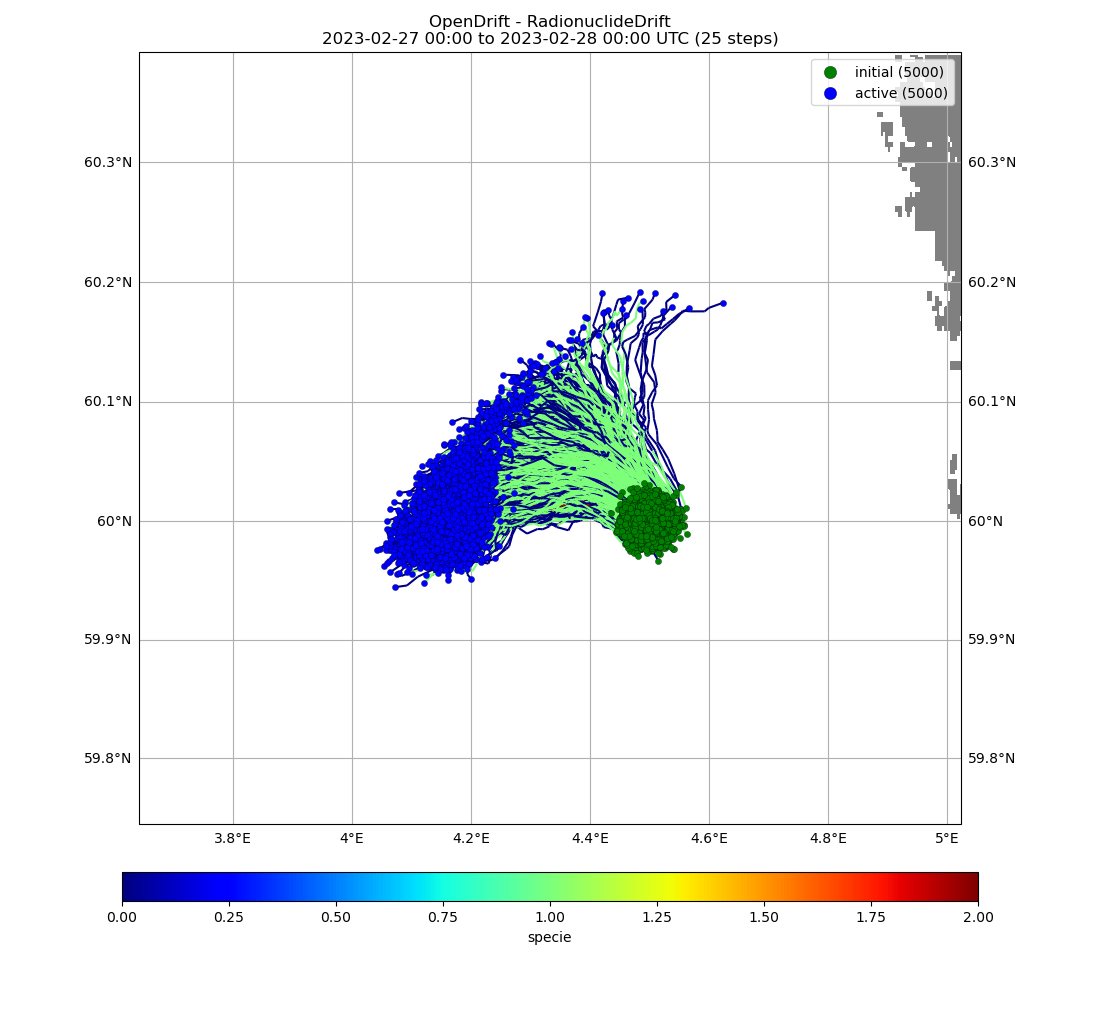 OpenDrift - RadionuclideDrift
2023-02-27 00:00 to 2023-02-28 00:00 UTC (25 steps)
initial (5000)
active (5000)
60.3°N 60.3°N
60.2°N 60.2°N
60.1°N 60.1°N
60°N 60°N
59.9°N 59.9°N
59.8°N 59.8°N
3.8°E 4°E 4.2°E 4.4°E 4.6°E 4.8°E 5°E
0.00 0.25 0.50 0.75 1.00 1.25 1.50 1.75 2.00
specie